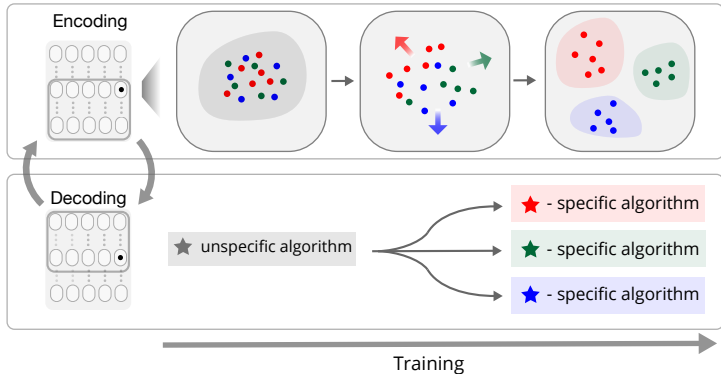 Encoding
Decoding
unspecific algorithm
- specific algorithm
- specific algorithm
- specific algorithm
Training